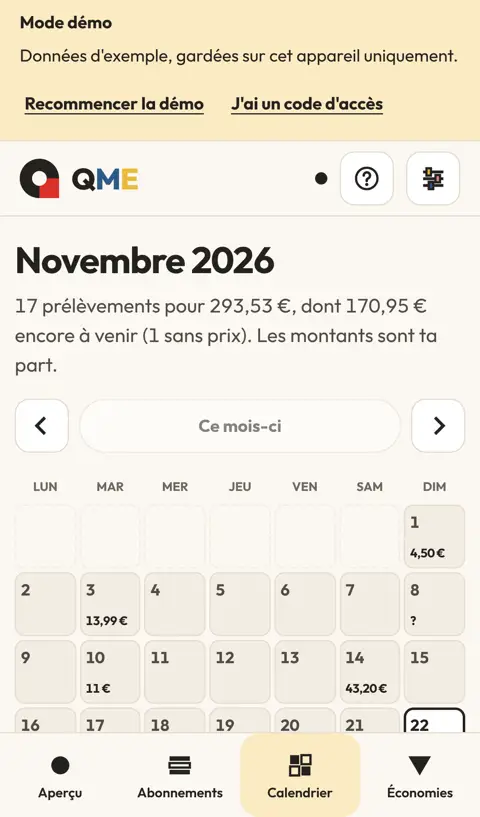 Mode démo
Données d'exemple, gardées sur cet appareil uniquement.
Recommencer la démo J'ai un code d'accès
QME
Novembre 2026
17 prélèvements pour 293,53 €, dont 170,95 €
encore à venir (1 sans prix). Les montants sont ta
part.
Ce mois-ci
LUN MAR MER JEU VEN SAM DIM
1
4,50 €
2 3 4 5 6 7 8
13,99 € ?
9 10 11 12 13 14 15
11 € 43,20 €
16 17 18 19 20 21 22
Aperçu Abonnements Calendrier Économies